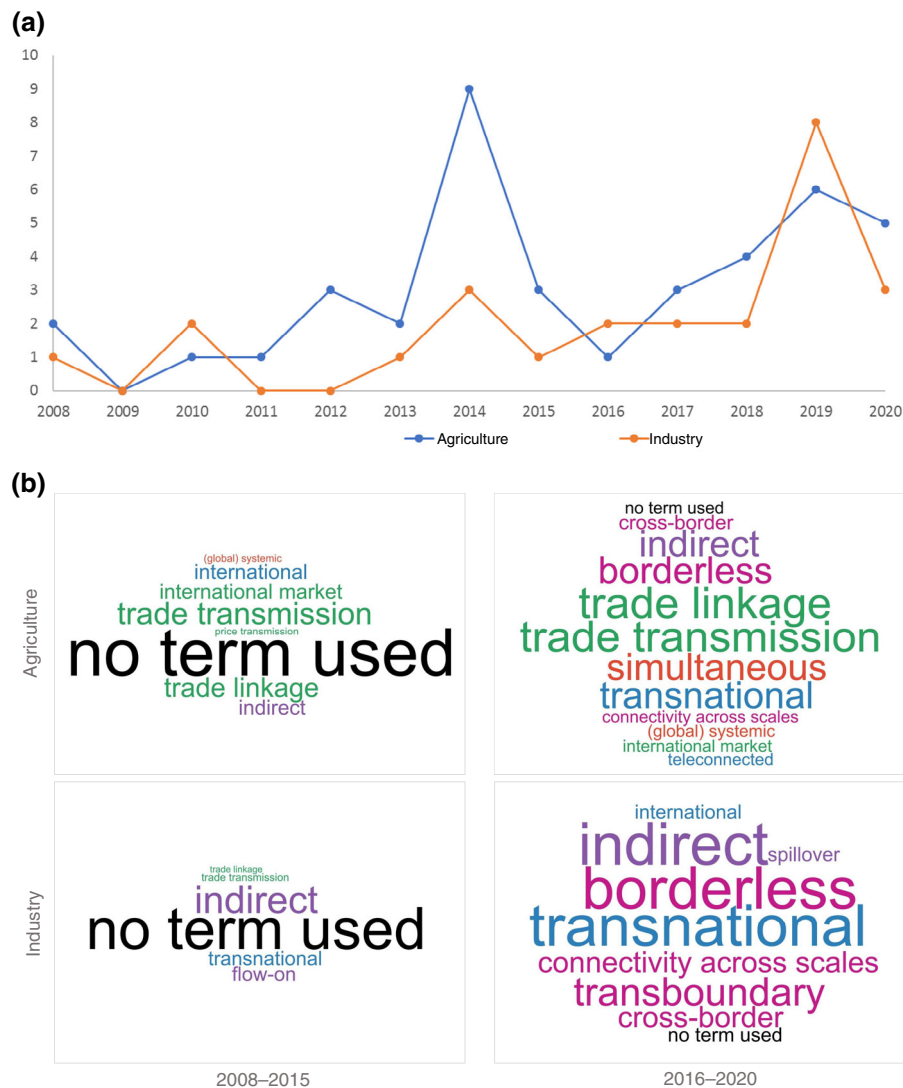 (a)
10
9
8
7
6
5
4
3
2
1
0
2008 2009 2010 2011 2012 2013 2014 2015 2016 2017 2018 2019 2020
Agriculture Industry
(b)
Agriculture
(global) systemic
international
international market
trade transmission
price transmission
no term used
trade linkage
indirect
no term used
cross-border
indirect
borderless
trade linkage
trade transmission
simultaneous
transnational
connectivity across scales
(global) systemic
international market
teleconnected
Industry
trade linkage
trade transmission
indirect
no term used
transnational
flow-on
international
indirect spillover
borderless
transnational
connectivity across scales
transboundary
cross-border
no term used
2008–2015 2016–2020